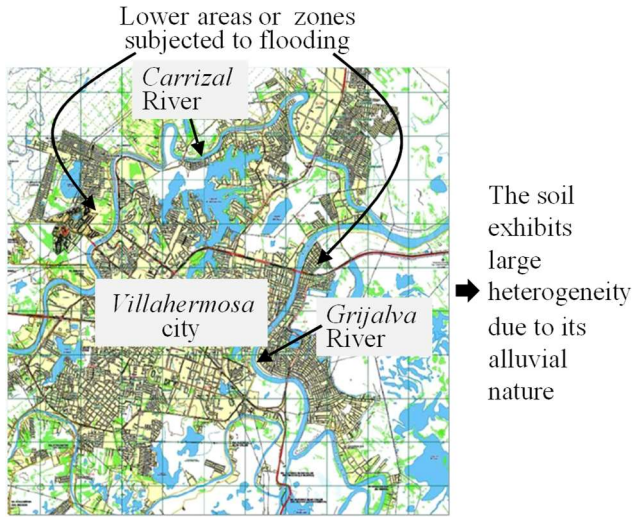 Lower areas or zones
subjected to flooding
Carrizal
River
Villahermosa
city
Grijalva
River
The soil
exhibits
large
heterogeneity
due to its
alluvial
nature